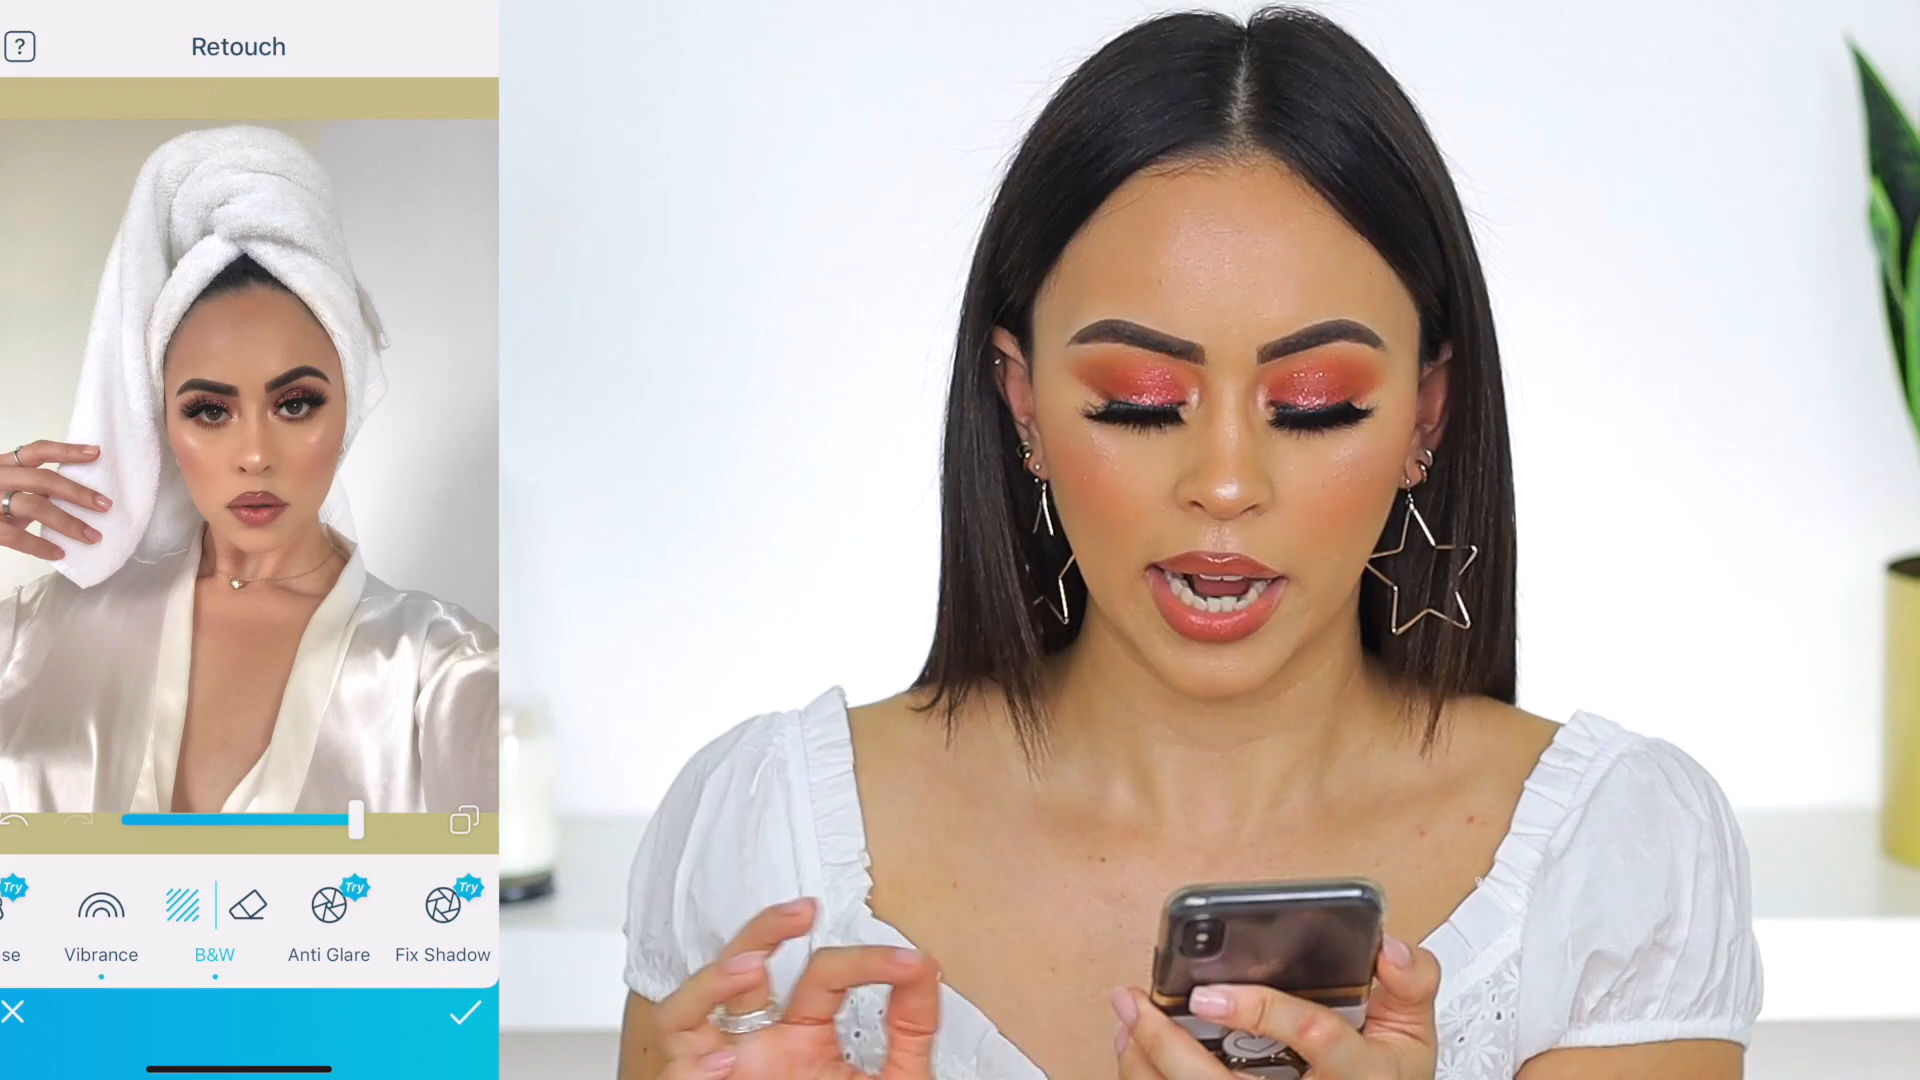 ?
Retouch
Try
Try
Try
se
Vibrance
B&W
Anti Glare
Fix Shadow